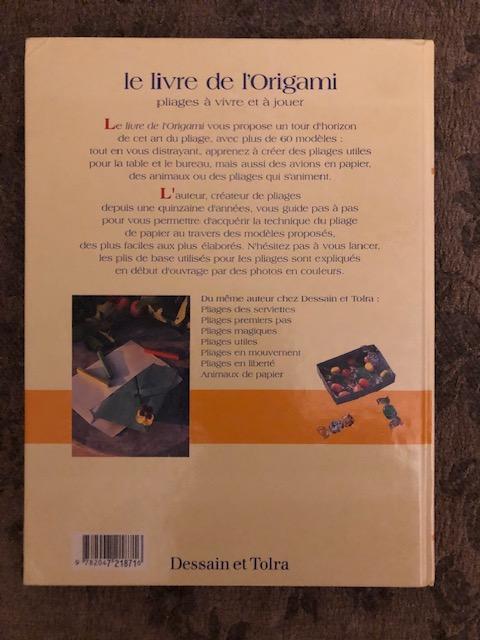 le livre de l'Origami
pliages à vivre et à jouer
Le livre de l'Origami vous propose un tour d'horizon
de cet art du pliage, avec plus de 60 modèles :
tout en vous distrayant, apprenez à créer des pliages utiles
pour la table et le bureau, mais aussi des avions en papier,
des animaux ou des pliages qui s'animent.
L'auteur, créateur de pliages
depuis une quinzaine d'années, vous guide pas à pas
pour vous permettre d'acquérir la technique du pliage
de papier au travers des modèles proposés,
des plus faciles aux plus élaborés. N'hésitez pas à vous lancer,
les plis de base utilisés pour les pliages sont expliqués
en début d'ouvrage par des photos en couleurs.
Du même auteur chez Dessain et Tolra :
Pliages des serviettes
Pliages premiers pas
Pliages magiques
Pliages utiles
Pliages en mouvement
Pliages en liberté
Animaux de papier
9 782047 218716
Dessain et Tolra